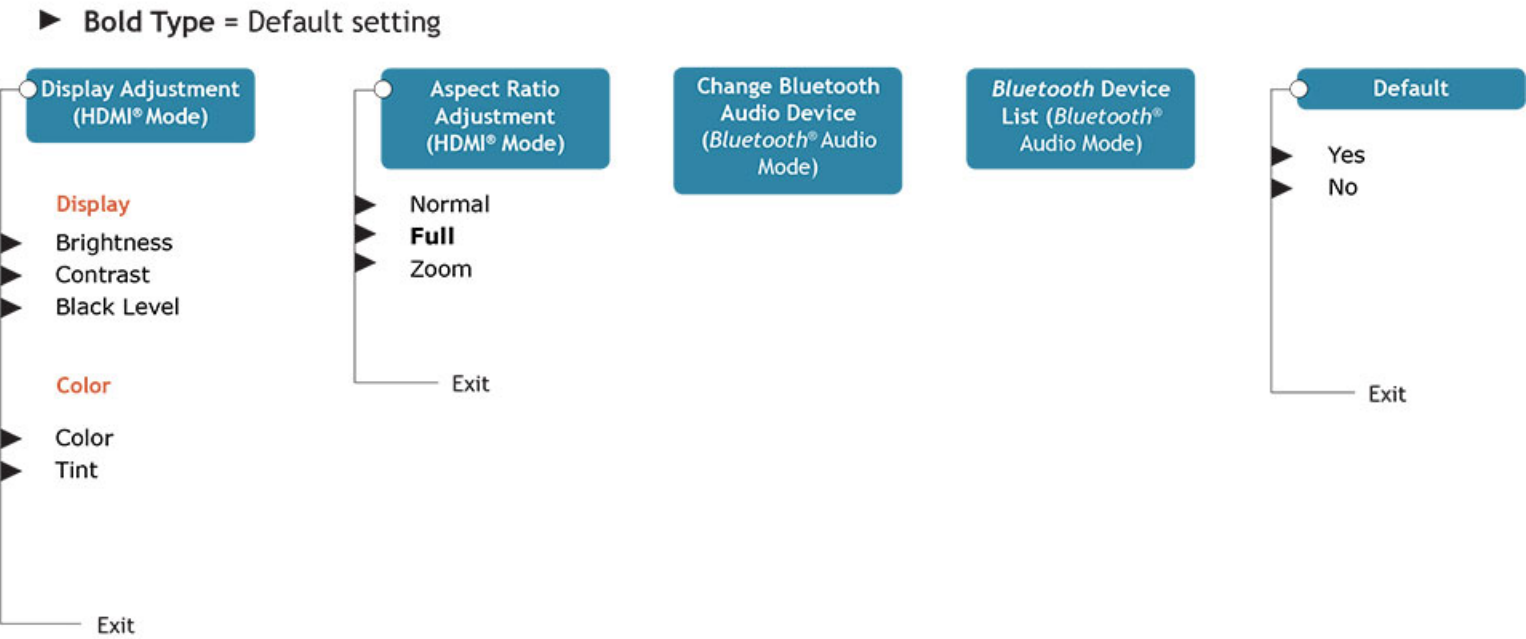 Bold Type = Default setting
Display Adjustment
(HDMI® Mode)
Display
Brightness
Contrast
Black Level
Color
Color
Tint
Exit
Aspect Ratio
Adjustment
(HDMI® Mode)
Normal
Full
Zoom
Exit
Change Bluetooth
Audio Device
(Bluetooth® Audio
Mode)
Bluetooth Device
List (Bluetooth®
Audio Mode)
Default
Yes
No
Exit